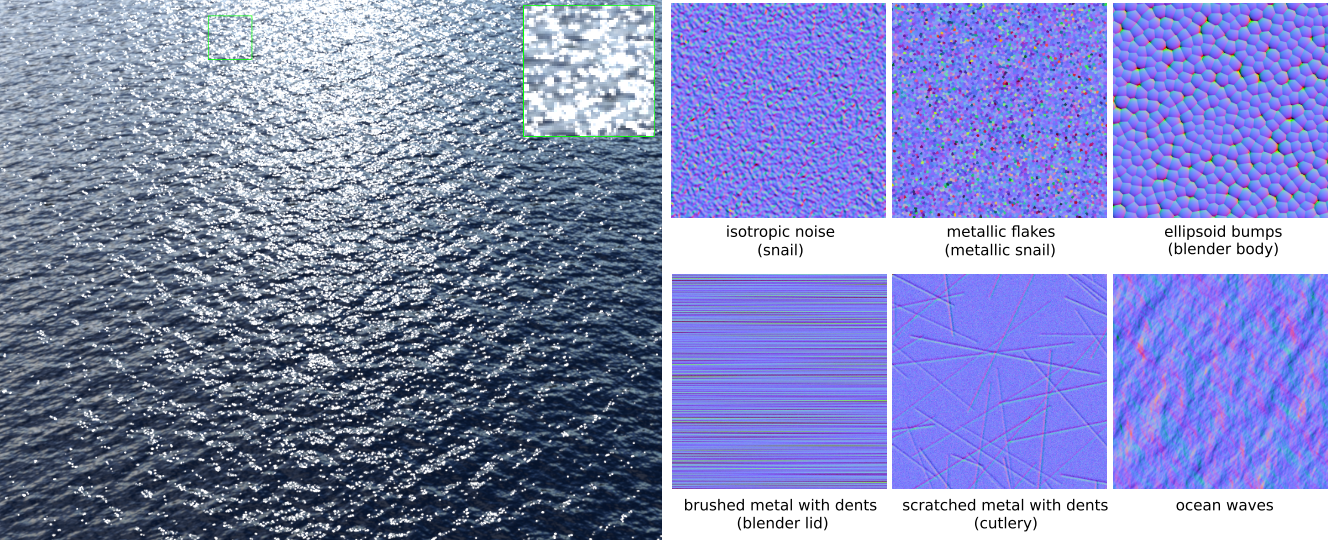 isotropic noise
(snail)
metallic flakes
(metallic snail)
ellipsoid bumps
(blender body)
brushed metal with dents
(blender lid)
scratched metal with dents
(cutlery)
ocean waves